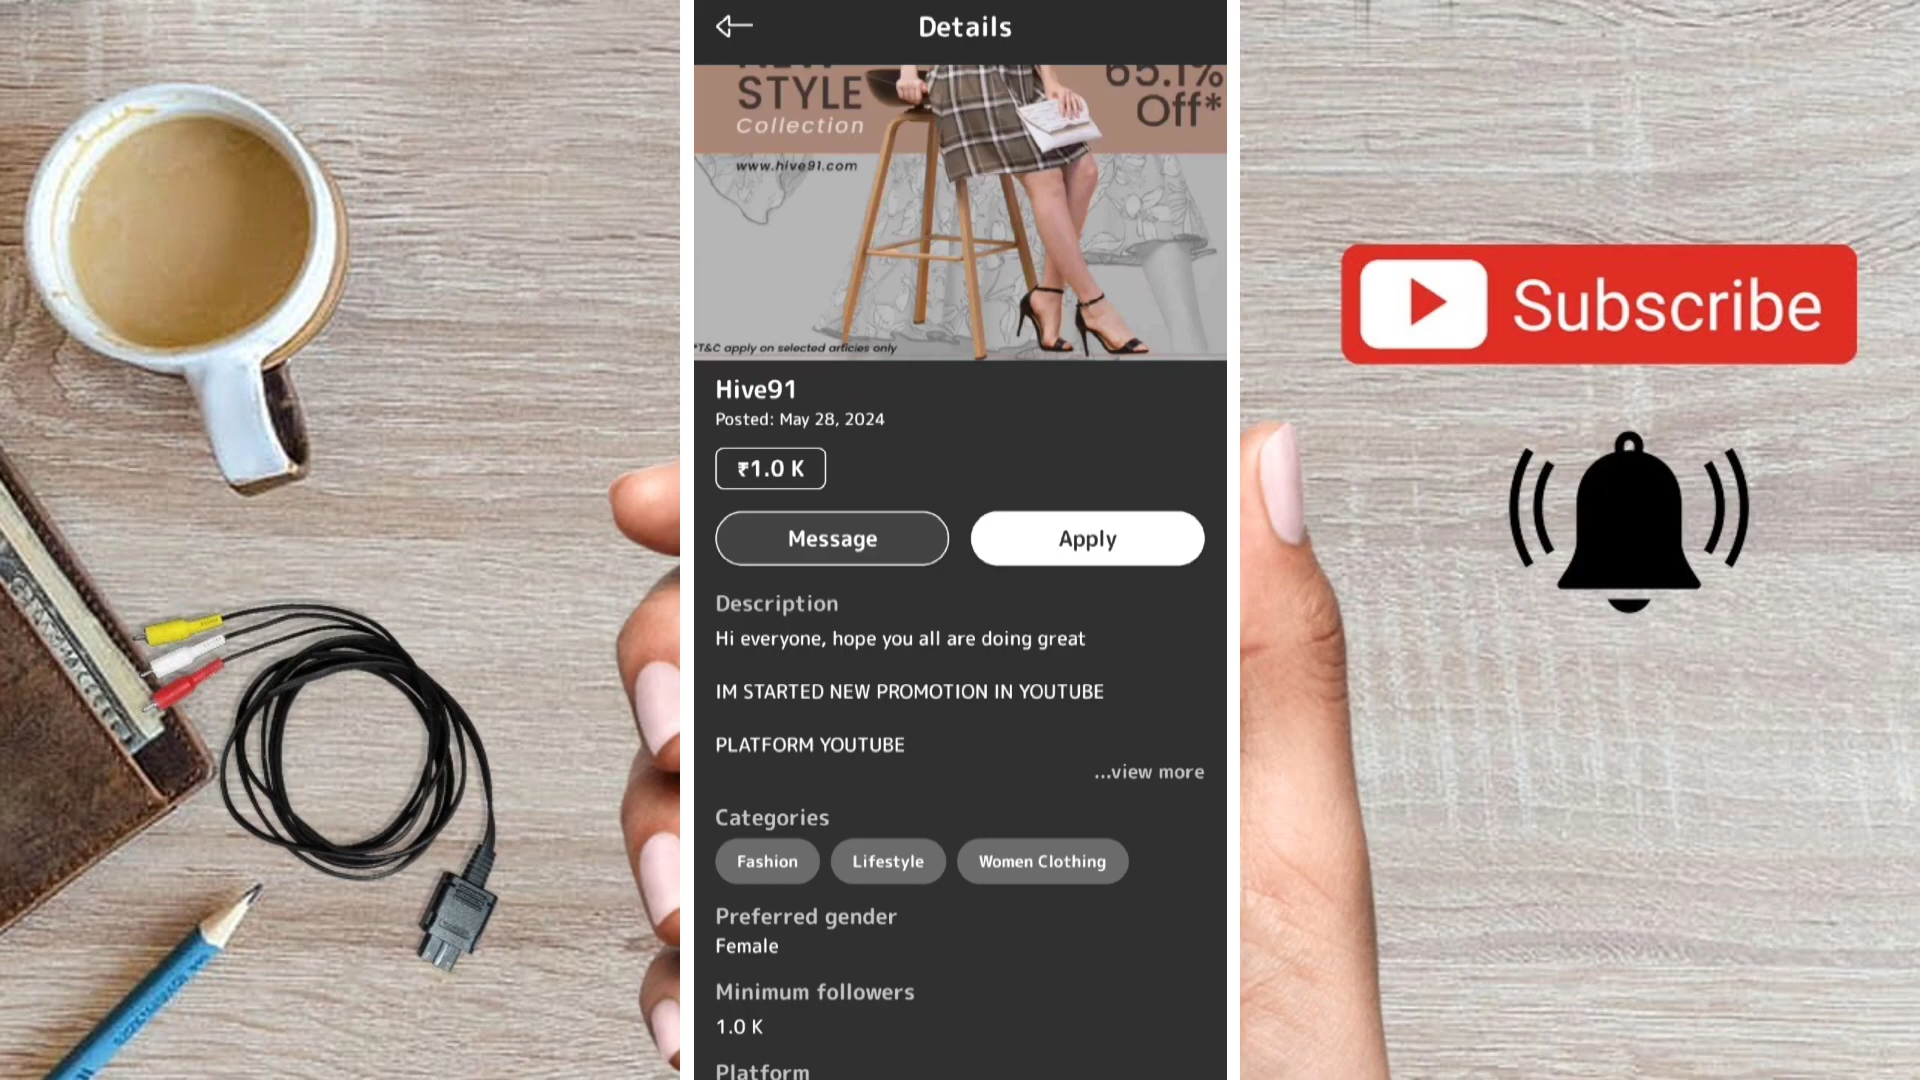 Details
STYLE
Collection
65.1%
Off*
www.hive91.com
*T&C apply on selected articles only
Hive91
Posted: May 28, 2024
₹1.0 K
Message
Apply
Description
Hi everyone, hope you all are doing great
IM STARTED NEW PROMOTION IN YOUTUBE
PLATFORM YOUTUBE
...view more
Categories
Fashion
Lifestyle
Women Clothing
Preferred gender
Female
Minimum followers
1.0 K
Platform
Subscribe